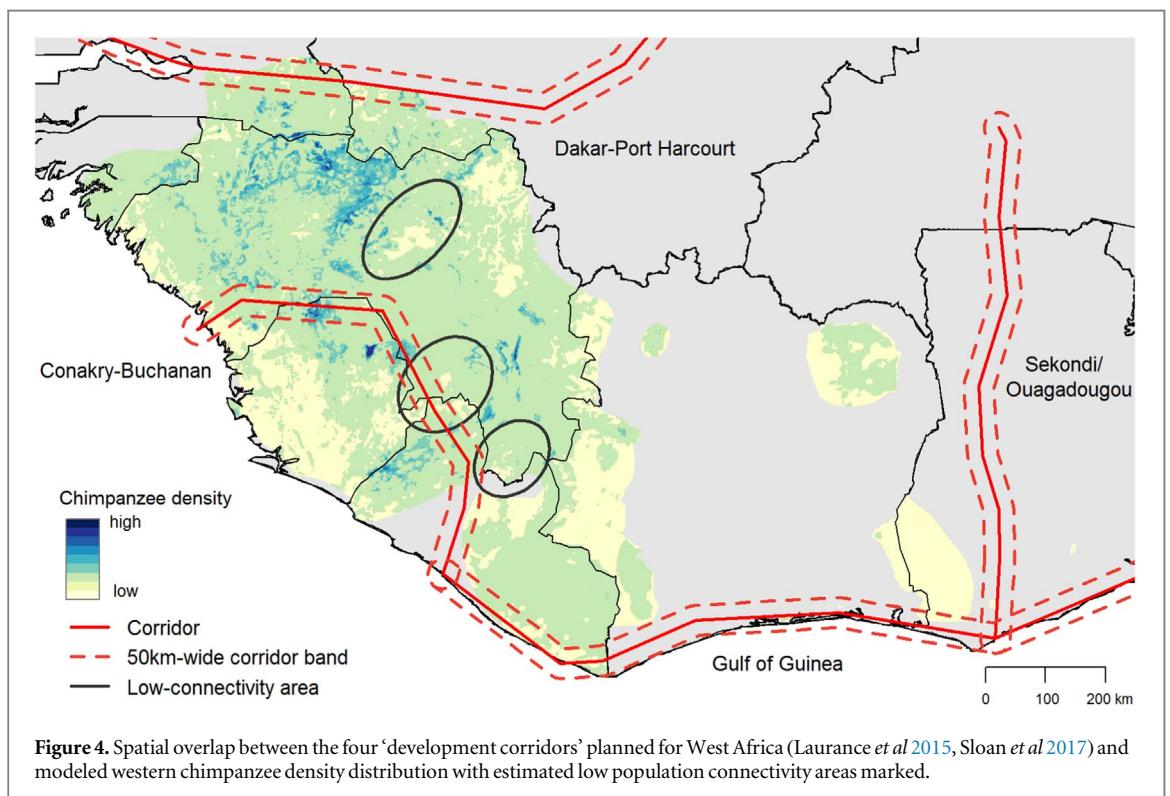 Dakar-Port Harcourt
Conakry-Buchanan
Sekondi/
Ouagadougou
Chimpanzee density
high
low
Corridor
50km-wide corridor band
Low-connectivity area
Gulf of Guinea
0 100 200 km
Figure 4. Spatial overlap between the four ‘development corridors’ planned for West Africa (Laurance et al 2015, Sloan et al 2017) and
modeled western chimpanzee density distribution with estimated low population connectivity areas marked.